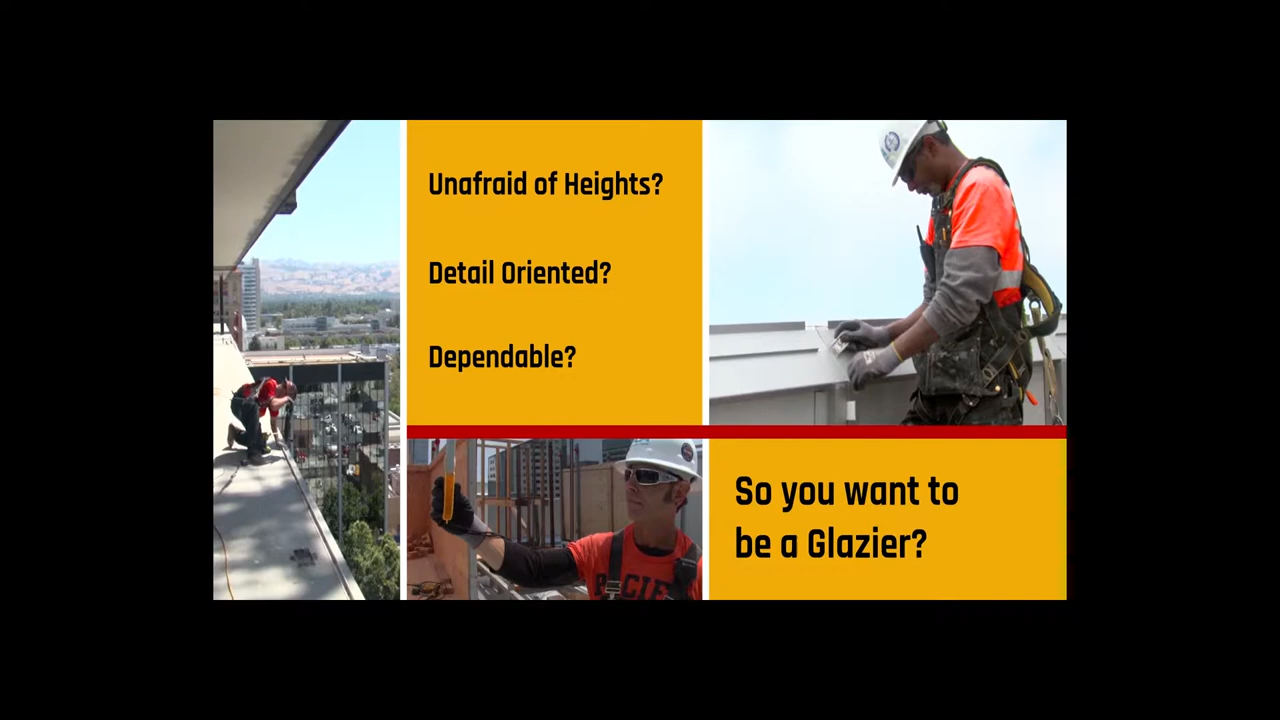 Unafraid of Heights?
Detail Oriented?
Dependable?
So you want to
be a Glazier?